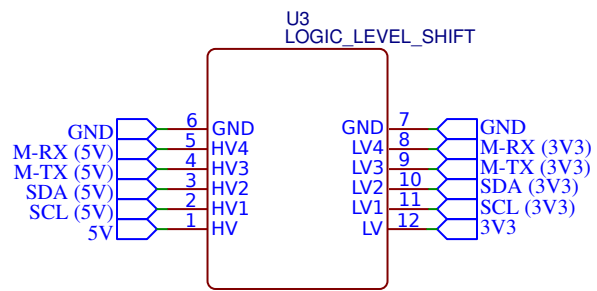 U3
LOGIC_LEVEL_SHIFT
GND 6 GND GND 7 GND
M-RX (5V) 5 HV4 LV4 8 M-RX (3V3)
M-TX (5V) 4 HV3 LV3 9 M-TX (3V3)
SDA (5V) 3 HV2 LV2 10 SDA (3V3)
SCL (5V) 2 HV1 LV1 11 SCL (3V3)
5V 1 HV LV 12 3V3